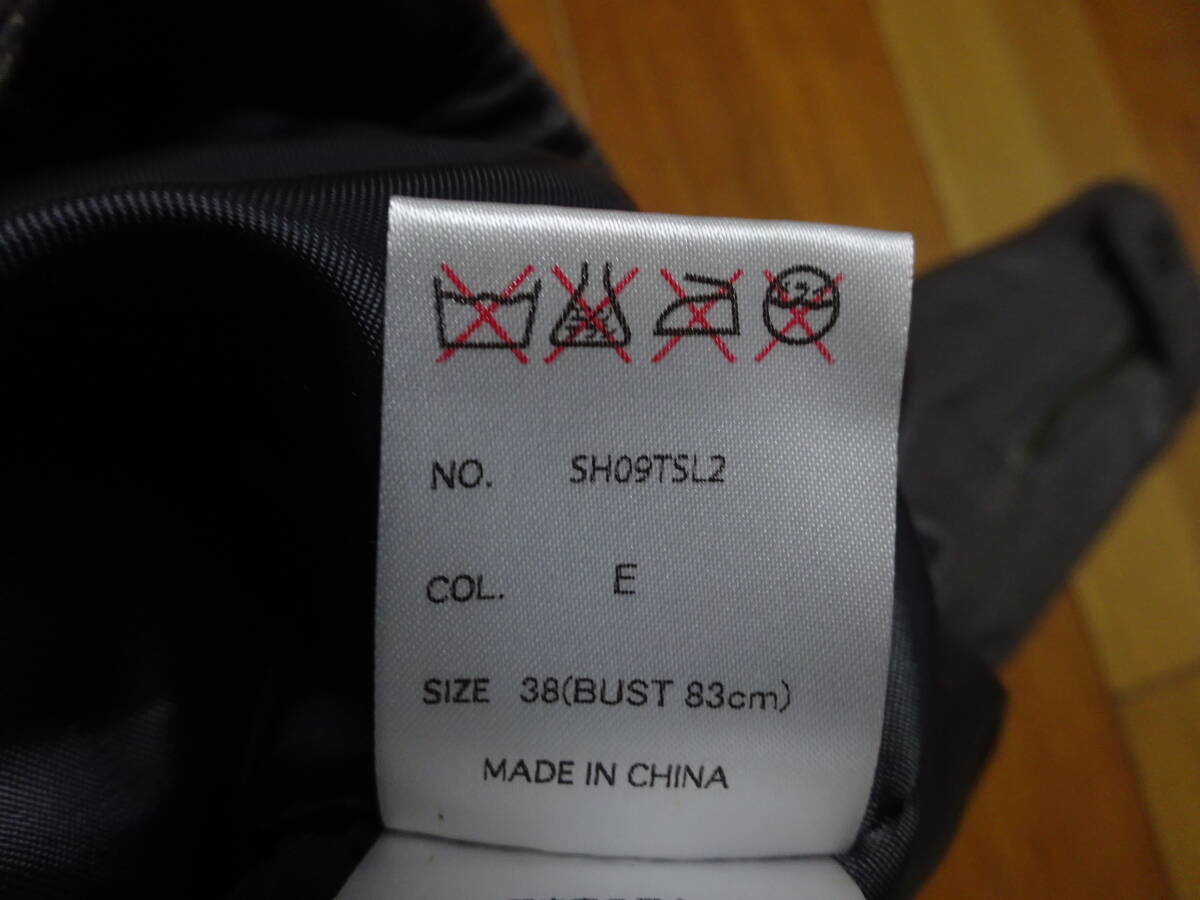 NO. SH09TSL2
COL. E
SIZE 38(BUST 83cm)
MADE IN CHINA